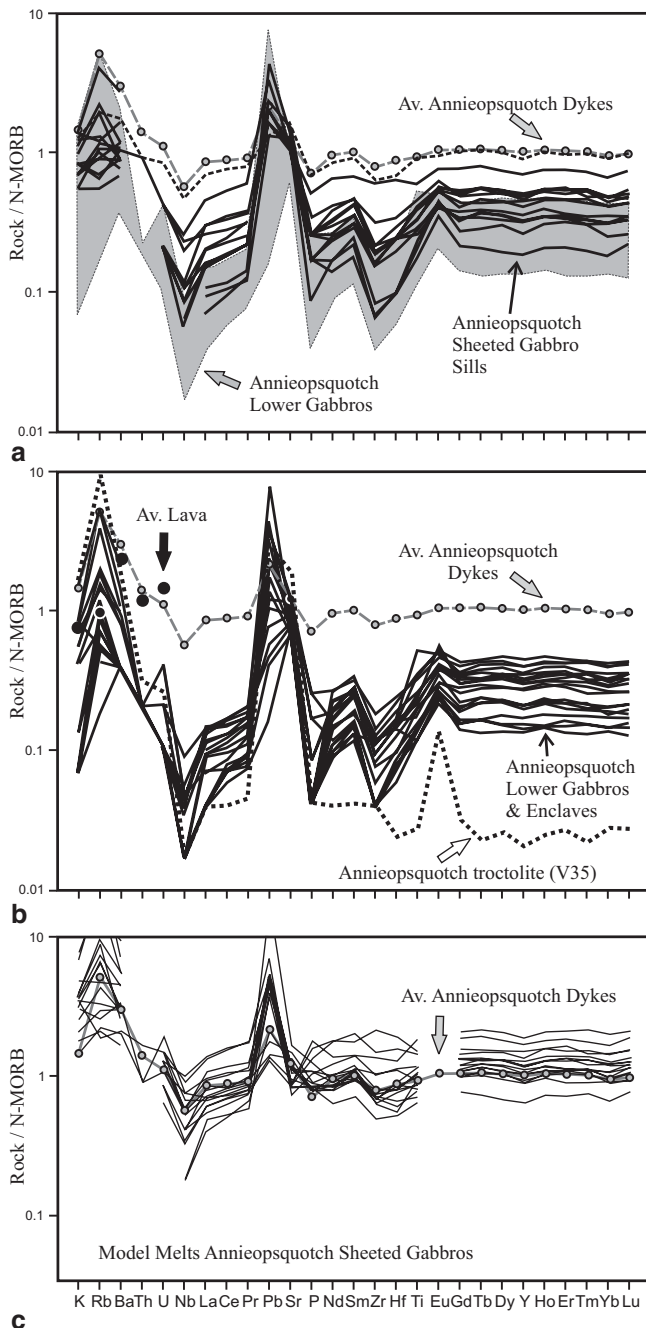 10
Av. Annieopsquotch Dykes
1
Rock / N-MORB
0.1
Annieopsquotch
Sheeted Gabbro
Sills
Annieopsquotch
Lower Gabbros
0.01
a
10
Av. Lava
Av. Annieopsquotch
Dykes
1
Rock / N-MORB
0.1
Annieopsquotch
Lower Gabbros
& Enclaves
Annieopsquotch troctolite (V35)
0.01
b
10
Av. Annieopsquotch Dykes
1
Rock / N-MORB
0.1
Model Melts Annieopsquotch Sheeted Gabbros
K Rb Ba Th U Nb La Ce Pr Pb Sr P Nd Sm Zr Hf Ti Eu Gd Tb Dy Y Ho Er Tm Yb Lu
c